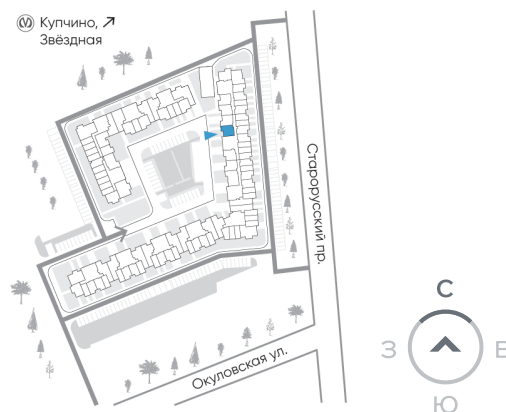 Купчино,
Звёздная
Старорусский пр.
Окуловская ул.
С
З
В
Ю